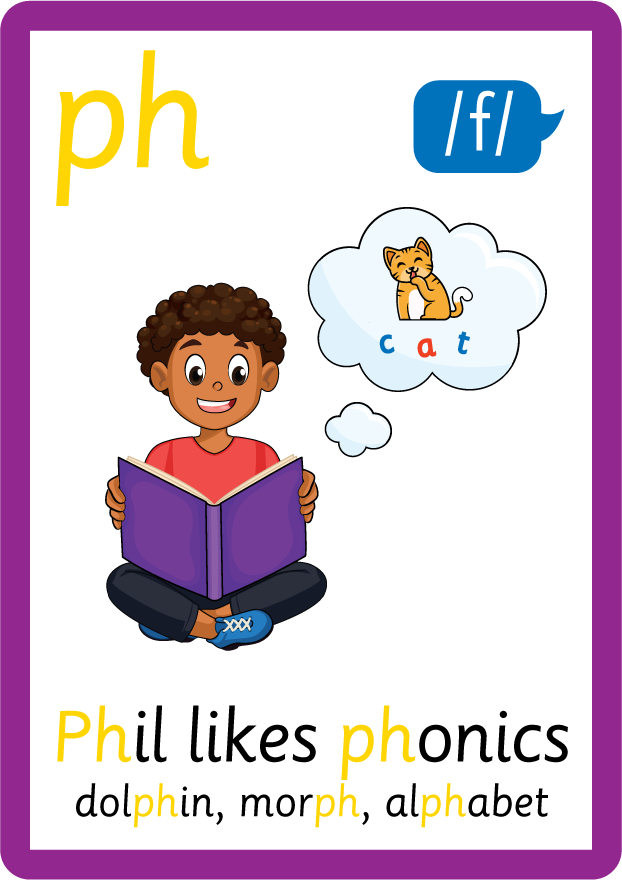 ph
/f/
c a t
Phil likes phonics
dolphin, morph, alphabet